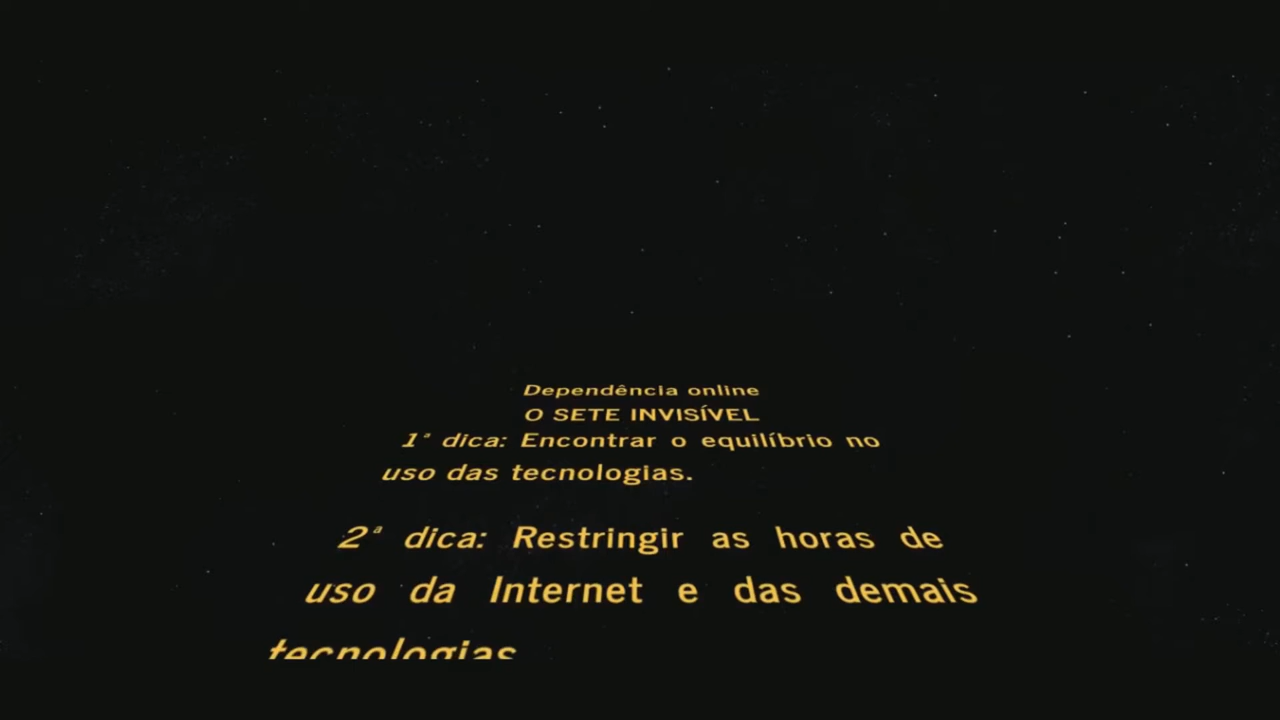 Dependência online
O SETE INVISÍVEL
1ª dica: Encontrar o equilíbrio no
uso das tecnologias.
2ª dica: Restringir as horas de
uso da Internet e das demais
tecnologias